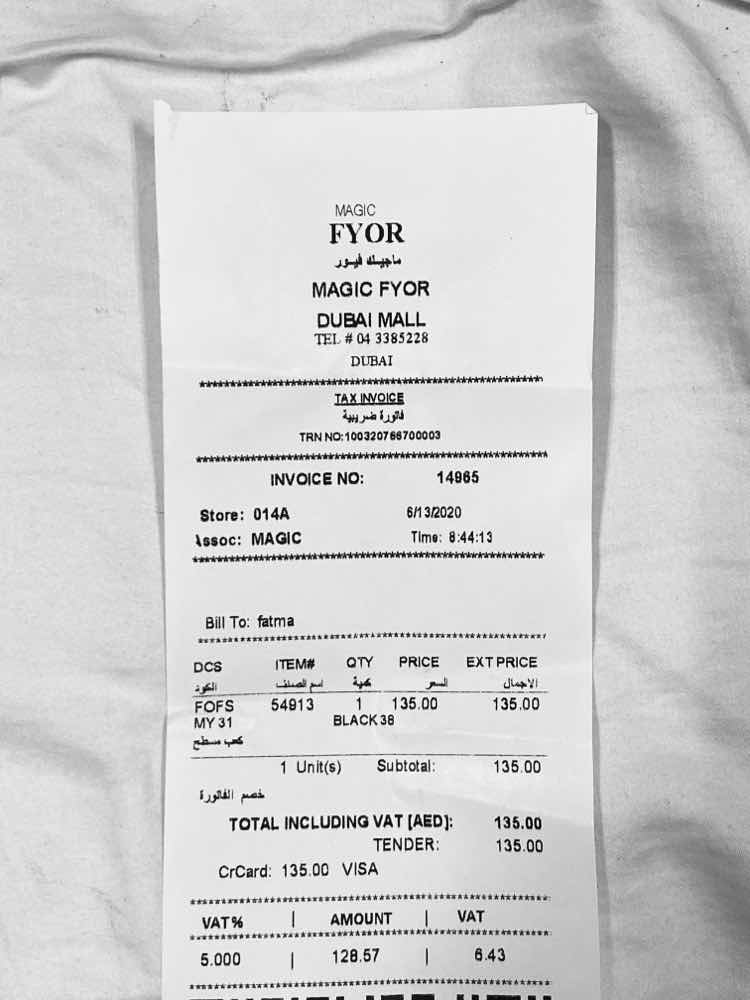 MAGIC
FYOR
ماجيك فيور
MAGIC FYOR
DUBAI MALL
TEL # 04 3385228
DUBAI
******************************************************************
TAX INVOICE
فاتورة ضريبية
TRN NO:100320766700003
******************************************************************
INVOICE NO: 14965
Store: 014A 6/13/2020
Assoc: MAGIC Time: 8:44:13
******************************************************************
Bill To: fatma
******************************************************************
DCS ITEM# QTY PRICE EXT PRICE
الكود اسم الصنف كمية السعر الاجمال
FOFS 54913 1 135.00 135.00
MY 31 BLACK 38
كعب مسطح
1 Unit(s) Subtotal: 135.00
خصم الفاتورة
TOTAL INCLUDING VAT [AED]: 135.00
TENDER: 135.00
CrCard: 135.00 VISA
******************************************************************
VAT% | AMOUNT | VAT
******************************************************************
5.000 | 128.57 | 6.43
******************************************************************